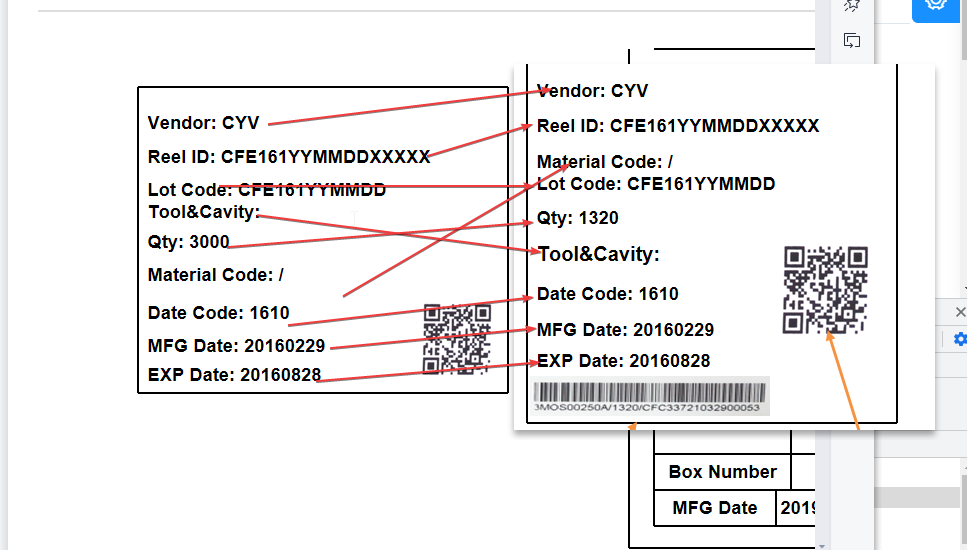 Vendor: CYV
Reel ID: CFE161YYMMDDXXXXX
Lot Code: CFE161YYMMDD
Tool&Cavity:
Qty: 3000
Material Code: /
Date Code: 1610
MFG Date: 20160229
EXP Date: 20160828
Vendor: CYV
Reel ID: CFE161YYMMDDXXXXX
Material Code: /
Lot Code: CFE161YYMMDD
Qty: 1320
Tool&Cavity:
Date Code: 1610
MFG Date: 20160229
EXP Date: 20160828
3MOS00250A/1320/CFC33721032900053
Box Number
MFG Date 2019